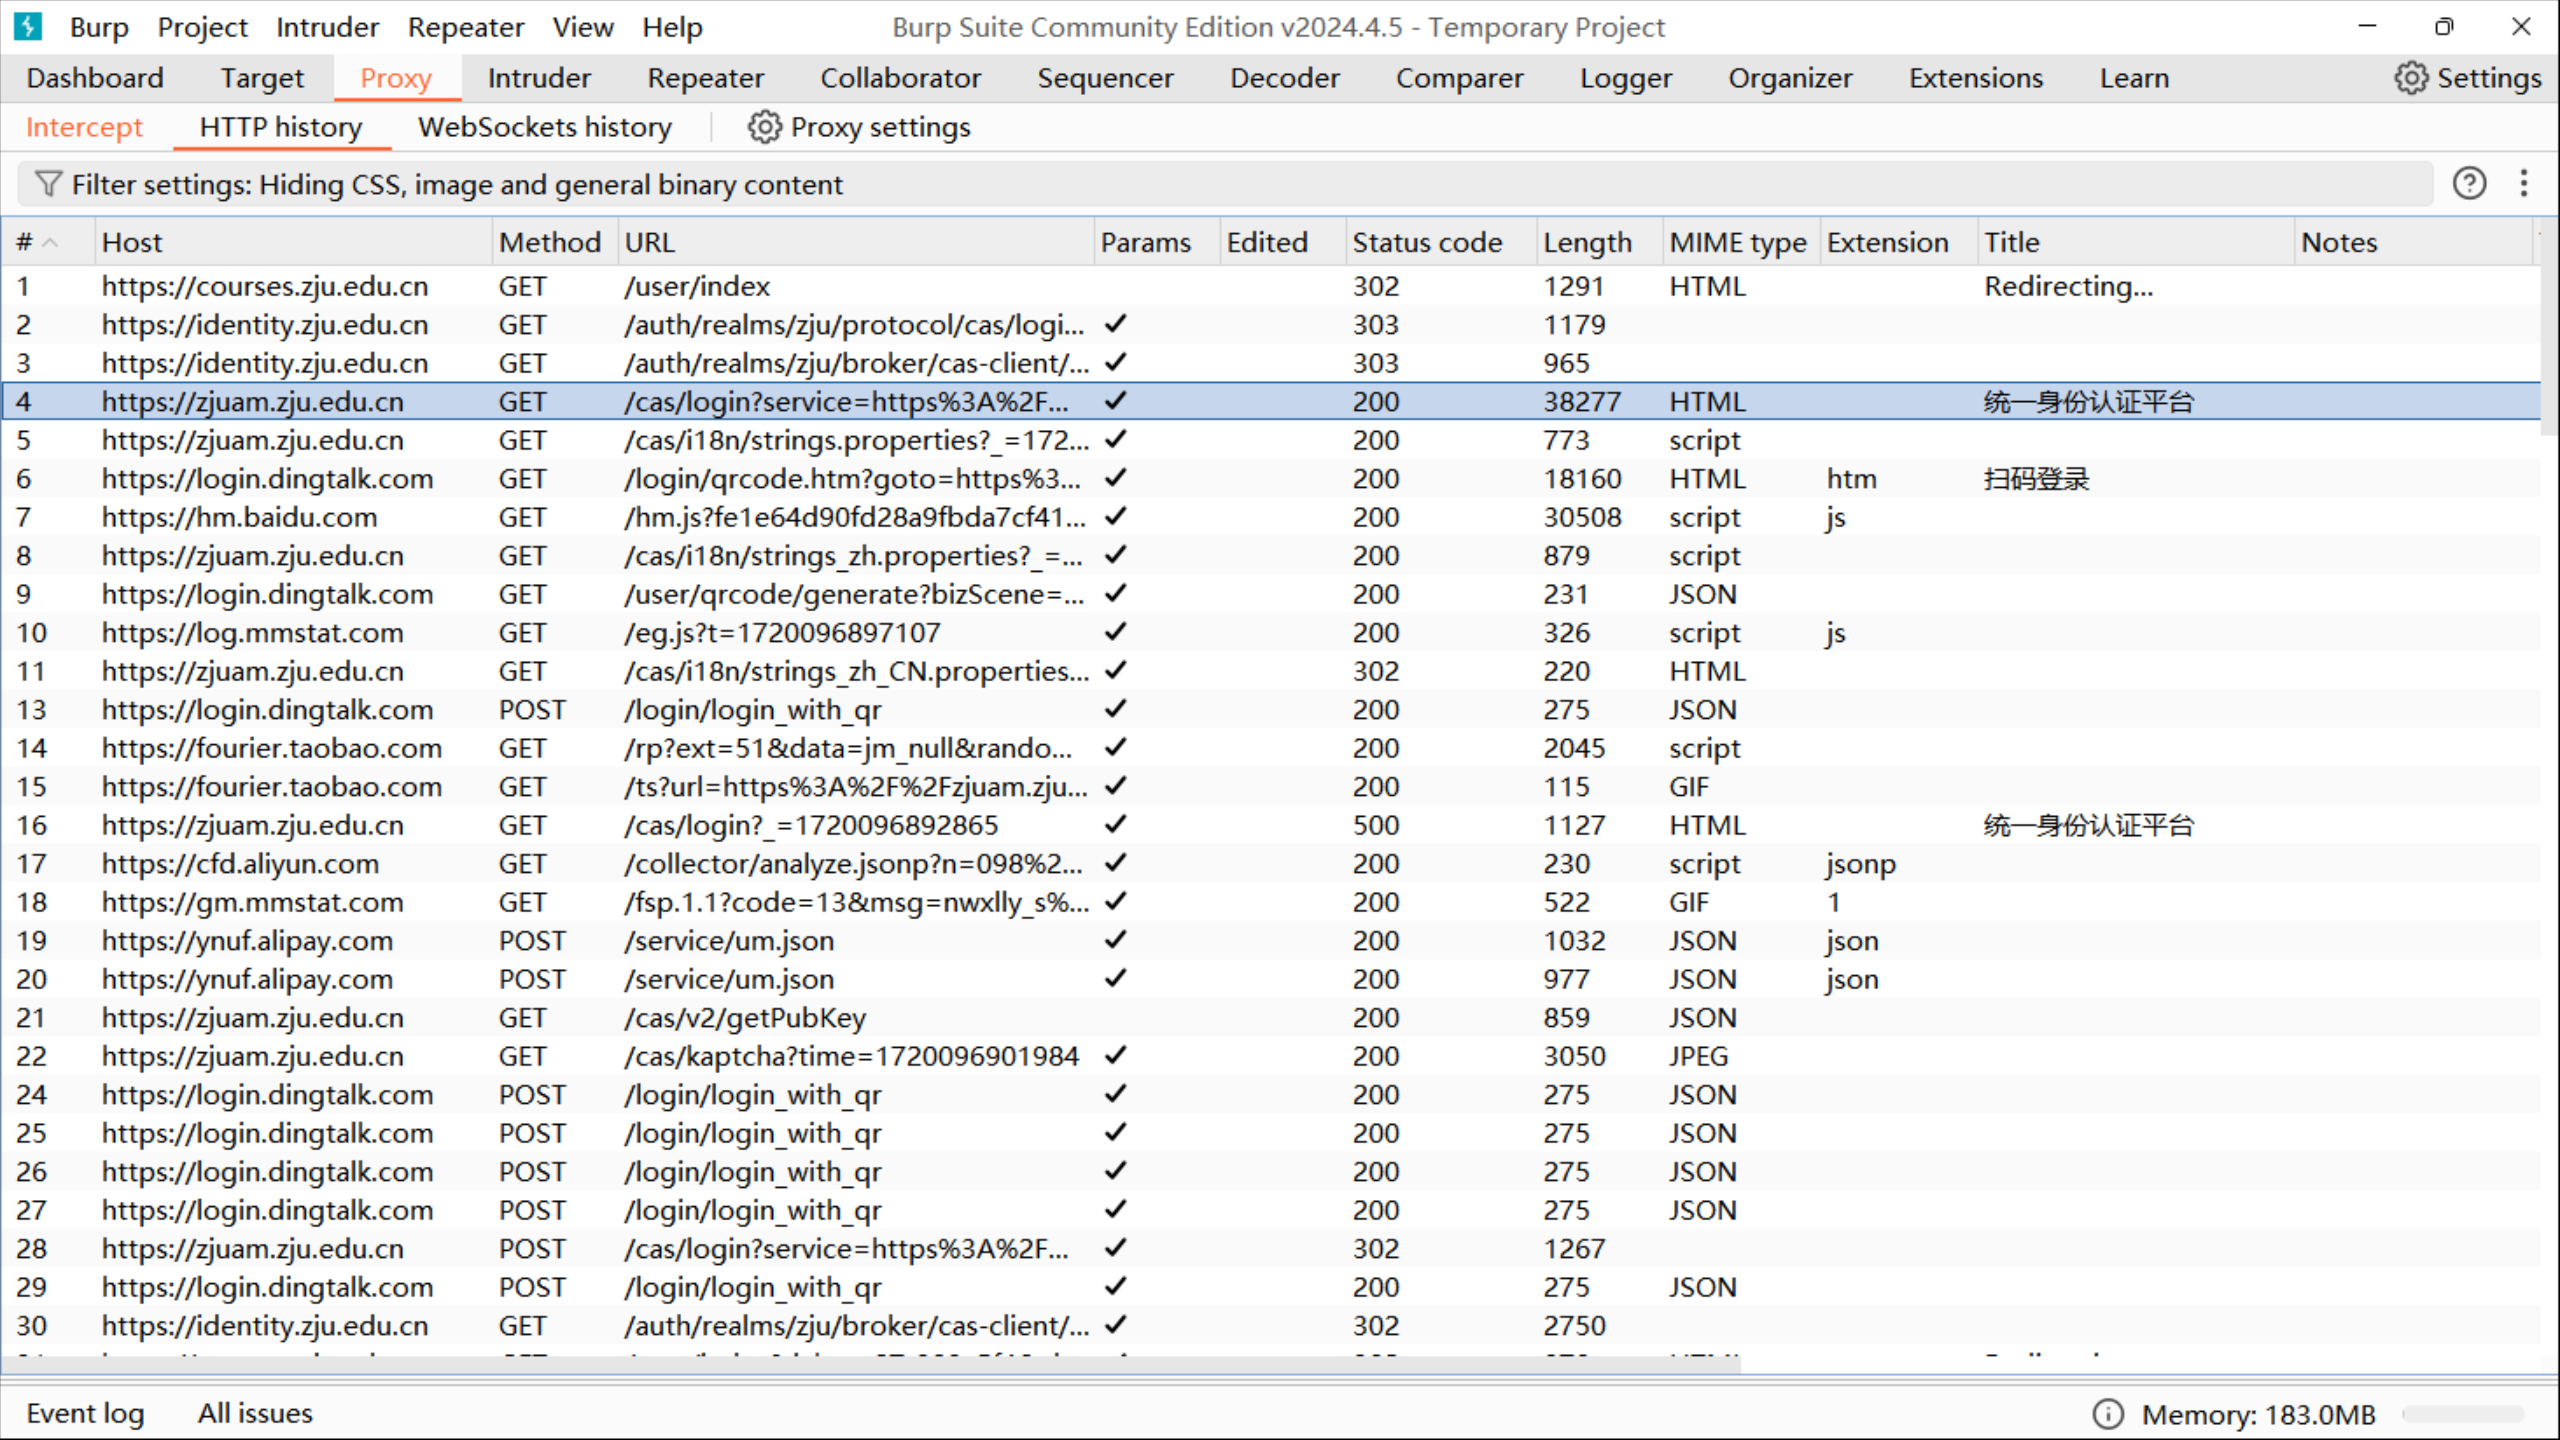 Burp Project Intruder Repeater View Help Burp Suite Community Edition v2024.4.5 - Temporary Project
Dashboard Target Proxy Intruder Repeater Collaborator Sequencer Decoder Comparer Logger Organizer Extensions Learn Settings
Intercept HTTP history WebSockets history Proxy settings
Filter settings: Hiding CSS, image and general binary content
# Host Method URL Params Edited Status code Length MIME type Extension Title Notes
1 https://courses.zju.edu.cn GET /user/index 302 1291 HTML Redirecting...
2 https://identity.zju.edu.cn GET /auth/realms/zju/protocol/cas/logi... ✓ 303 1179
3 https://identity.zju.edu.cn GET /auth/realms/zju/broker/cas-client/... ✓ 303 965
4 https://zjuam.zju.edu.cn GET /cas/login?service=https%3A%2F... ✓ 200 38277 HTML 统一身份认证平台
5 https://zjuam.zju.edu.cn GET /cas/i18n/strings.properties?_=172... ✓ 200 773 script
6 https://login.dingtalk.com GET /login/qrcode.htm?goto=https%3... ✓ 200 18160 HTML htm 扫码登录
7 https://hm.baidu.com GET /hm.js?fe1e64d90fd28a9fbda7cf41... ✓ 200 30508 script js
8 https://zjuam.zju.edu.cn GET /cas/i18n/strings_zh.properties?_=... ✓ 200 879 script
9 https://login.dingtalk.com GET /user/qrcode/generate?bizScene=... ✓ 200 231 JSON
10 https://log.mmstat.com GET /eg.js?t=1720096897107 ✓ 200 326 script js
11 https://zjuam.zju.edu.cn GET /cas/i18n/strings_zh_CN.properties... ✓ 302 220 HTML
13 https://login.dingtalk.com POST /login/login_with_qr ✓ 200 275 JSON
14 https://fourier.taobao.com GET /rp?ext=51&data=jm_null&rando... ✓ 200 2045 script
15 https://fourier.taobao.com GET /ts?url=https%3A%2F%2Fzjuam.zju... ✓ 200 115 GIF
16 https://zjuam.zju.edu.cn GET /cas/login?_=1720096892865 ✓ 500 1127 HTML 统一身份认证平台
17 https://cfd.aliyun.com GET /collector/analyze.jsonp?n=098%2... ✓ 200 230 script jsonp
18 https://gm.mmstat.com GET /fsp.1.1?code=13&msg=nwxlly_s%... ✓ 200 522 GIF 1
19 https://ynuf.alipay.com POST /service/um.json ✓ 200 1032 JSON json
20 https://ynuf.alipay.com POST /service/um.json ✓ 200 977 JSON json
21 https://zjuam.zju.edu.cn GET /cas/v2/getPubKey 200 859 JSON
22 https://zjuam.zju.edu.cn GET /cas/kaptcha?time=1720096901984 ✓ 200 3050 JPEG
24 https://login.dingtalk.com POST /login/login_with_qr ✓ 200 275 JSON
25 https://login.dingtalk.com POST /login/login_with_qr ✓ 200 275 JSON
26 https://login.dingtalk.com POST /login/login_with_qr ✓ 200 275 JSON
27 https://login.dingtalk.com POST /login/login_with_qr ✓ 200 275 JSON
28 https://zjuam.zju.edu.cn POST /cas/login?service=https%3A%2F... ✓ 302 1267
29 https://login.dingtalk.com POST /login/login_with_qr ✓ 200 275 JSON
30 https://identity.zju.edu.cn GET /auth/realms/zju/broker/cas-client/... ✓ 302 2750
Event log All issues Memory: 183.0MB